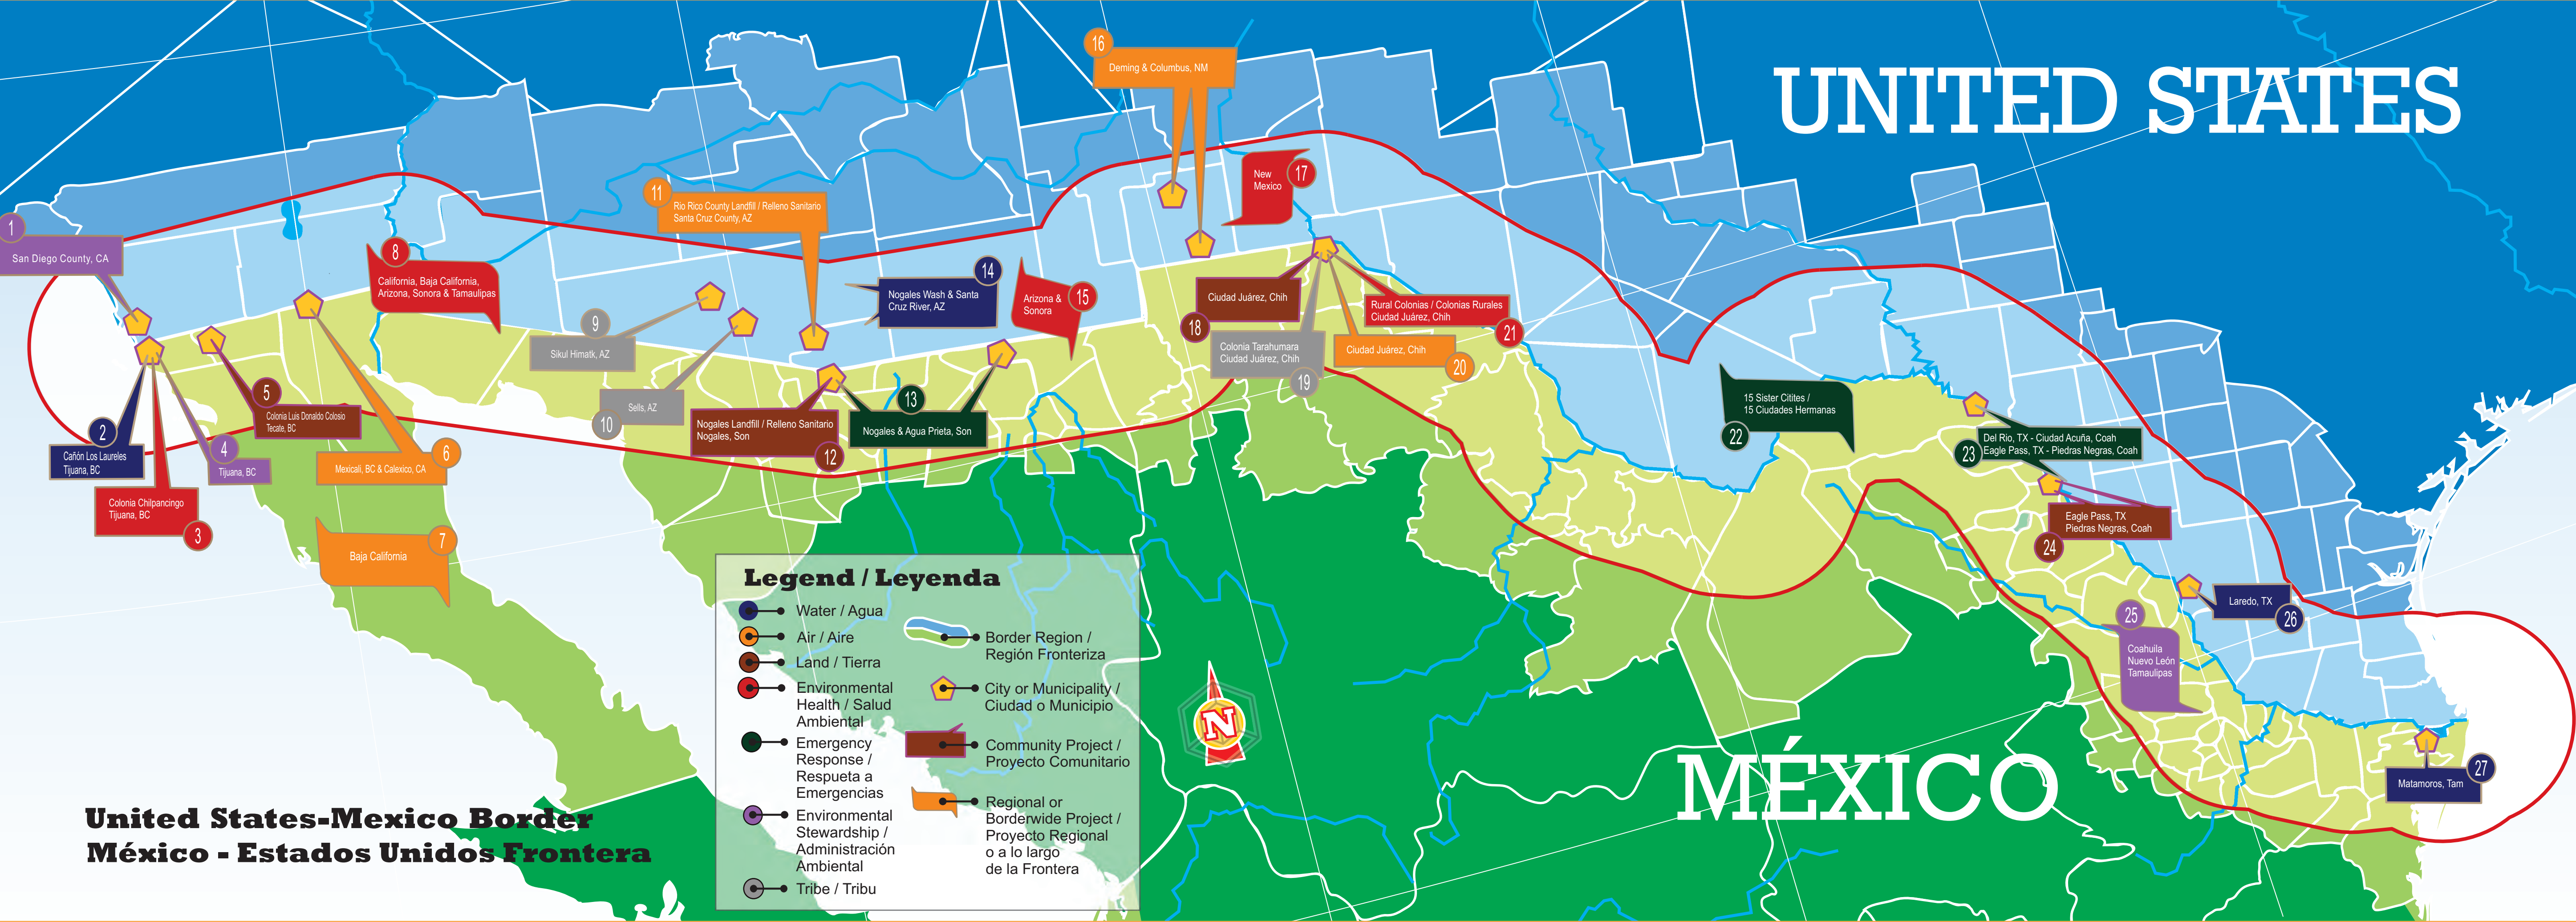 UNITED STATES
16
Deming & Columbus, NM
1
San Diego County, CA
2
Cañón Los Laureles
Tijuana, BC
3
Colonia Chilpancingo
Tijuana, BC
4
Tijuana, BC
5
Colonia Luis Donaldo Colosio
Tecate, BC
6
Mexicali, BC & Calexico, CA
7
Baja California
8
California, Baja California,
Arizona, Sonora & Tamaulipas
9
Sikul Himatk, AZ
10
Sells, AZ
11
Rio Rico County Landfill / Relleno Sanitario
Santa Cruz County, AZ
Nogales Landfill / Relleno Sanitario
Nogales, Son
12
13
Nogales & Agua Prieta, Son
14
Nogales Wash & Santa
Cruz River, AZ
Arizona &
Sonora
15
New
Mexico
17
Ciudad Juárez, Chih
18
Colonia Tarahumara
Ciudad Juárez, Chih
19
Ciudad Juárez, Chih
20
Rural Colonias / Colonias Rurales
Ciudad Juárez, Chih
21
15 Sister Citites /
15 Ciudades Hermanas
22
Del Rio, TX - Ciudad Acuña, Coah
Eagle Pass, TX - Piedras Negras, Coah
23
Eagle Pass, TX
Piedras Negras, Coah
24
25
Coahuila
Nuevo León
Tamaulipas
Laredo, TX
26
27
Matamoros, Tam
MÉXICO
N
Legend / Leyenda
Water / Agua
Air / Aire
Land / Tierra
Environmental
Health / Salud
Ambiental
Emergency
Response /
Respueta a
Emergencias
Environmental
Stewardship /
Administración
Ambiental
Tribe / Tribu
Border Region /
Región Fronteriza
City or Municipality /
Ciudad o Municipio
Community Project /
Proyecto Comunitario
Regional or
Borderwide Project /
Proyecto Regional
o a lo largo
de la Frontera
United States-Mexico Border
México - Estados Unidos Frontera